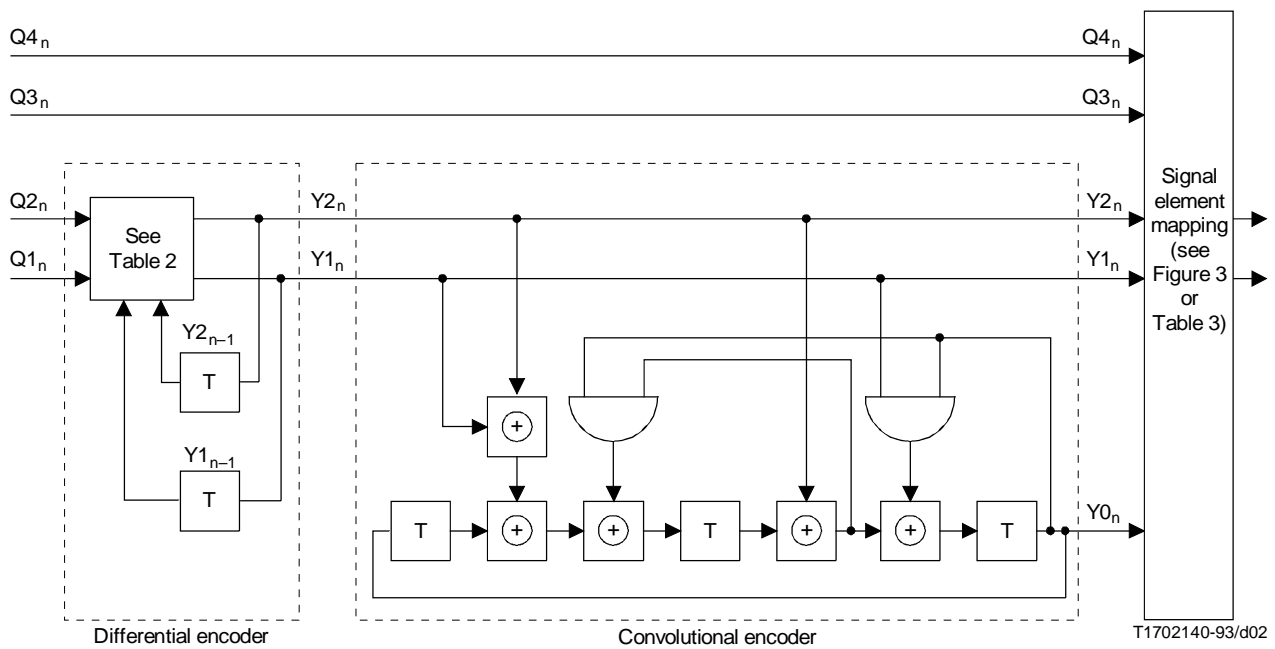 Q4n Q4n
Q3n Q3n
Q2n Y2n Y2n
See
Table 2
Q1n Y1n Y1n
Signal
element
mapping
(see
Figure 3
or
Table 3)
Y2n–1
T
Y1n–1
T
+
T + + T + + T Y0n
Differential encoder
Convolutional encoder
T1702140-93/d02